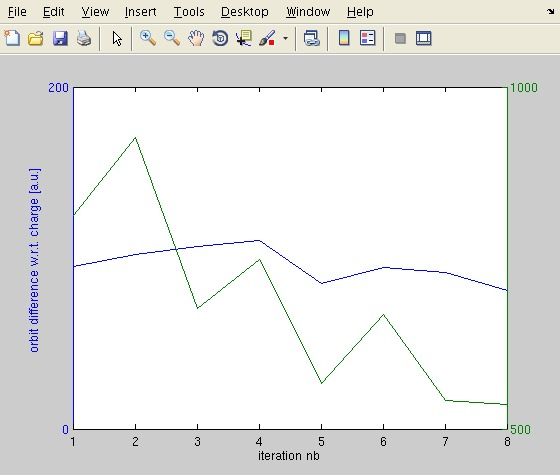 File Edit View Insert Tools Desktop Window Help
200
1000
orbit difference w.r.t. charge [a.u.]
0
500
1 2 3 4 5 6 7 8
iteration nb